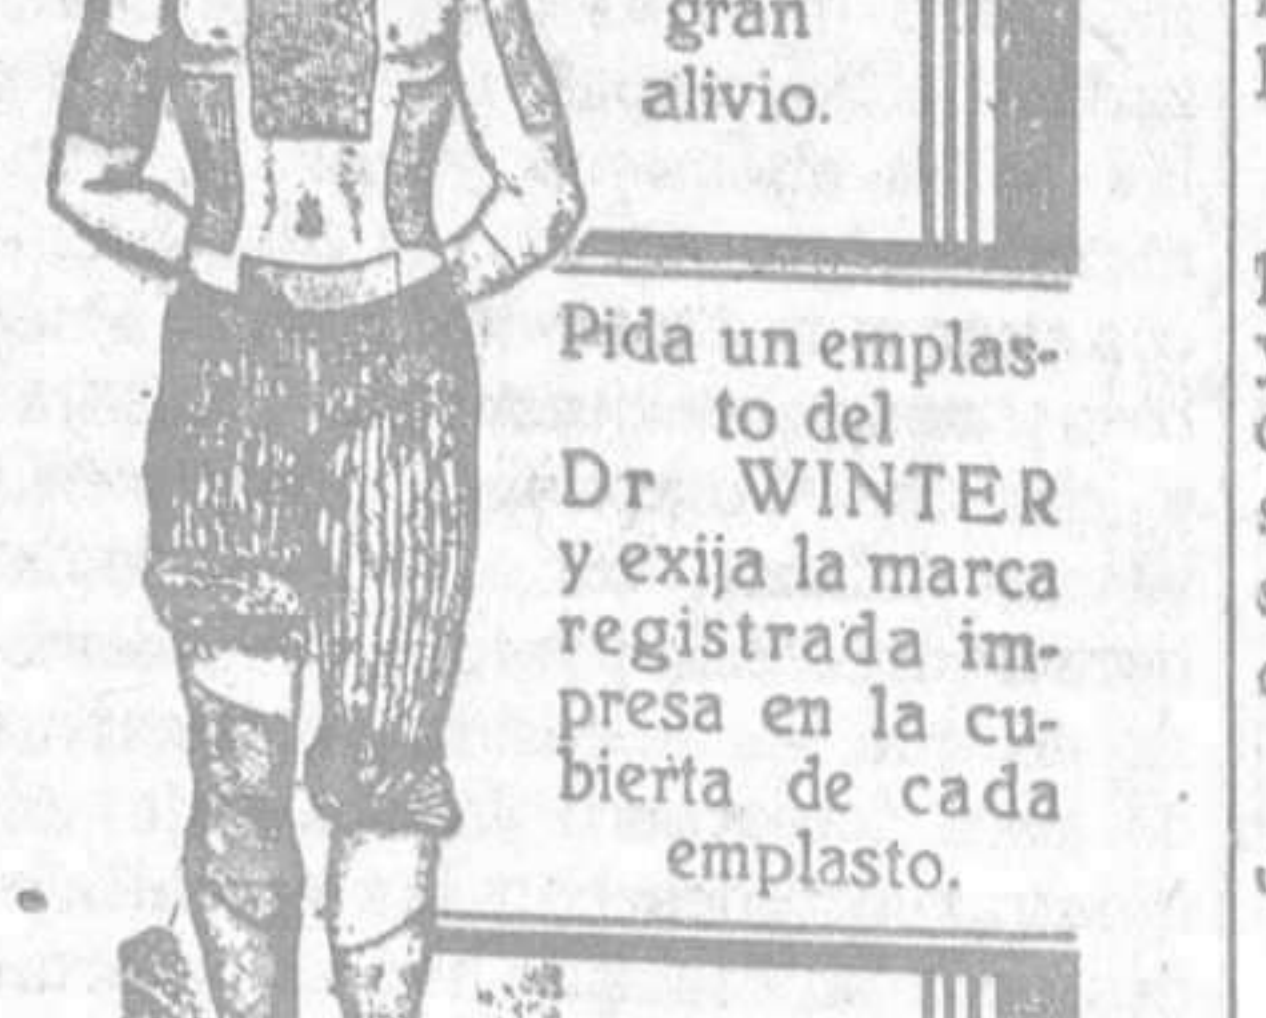 gran
alivio.
Pida un emplas-
to del
Dr WINTER
y exija la marca
registrada im-
presa en la cu-
bierta de cada
emplasto.